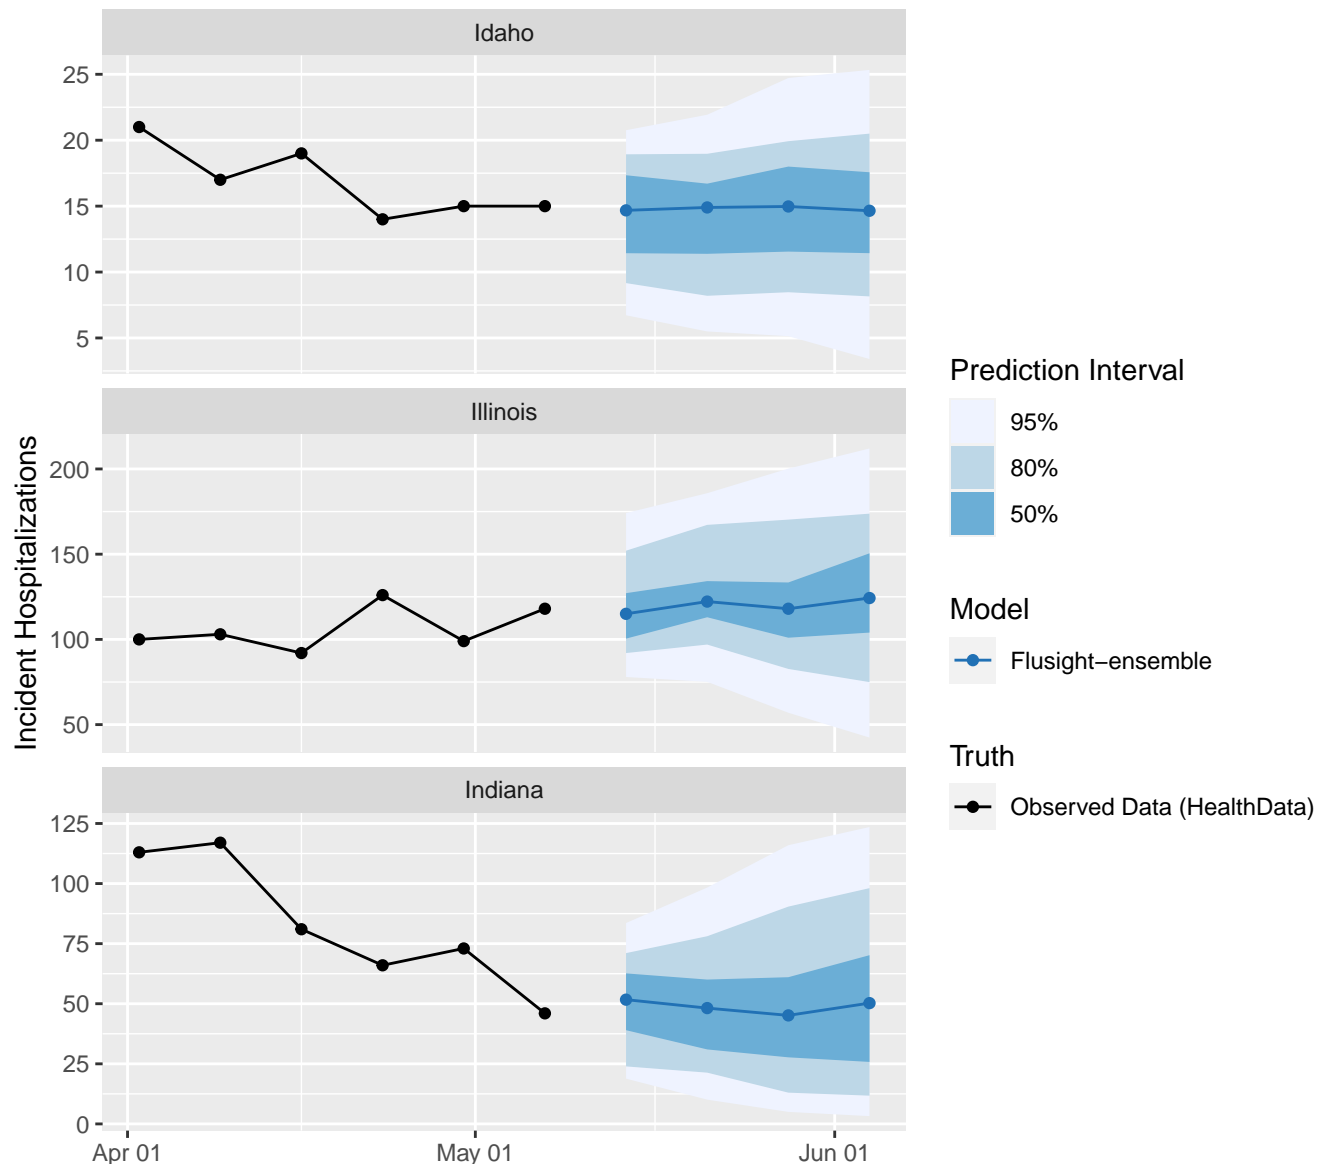 Idaho
25
20
15
10
5
Illinois
200
150
100
50
Indiana
125
100
75
50
25
0
Apr 01
May 01
Jun 01
Incident Hospitalizations
Prediction Interval
95%
80%
50%
Model
Flusight−ensemble
Truth
Observed Data (HealthData)